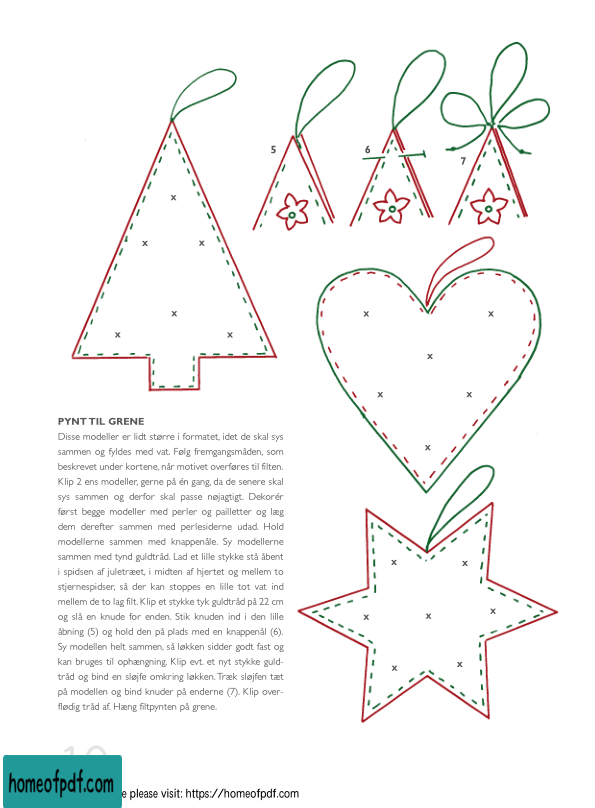 5
6
7
x
x x
x
x x
x x
x
x x
x
x x
x x x
x x
PYNT TIL GRENE
Disse modeller er lidt større i formatet, idet de skal sys
sammen og fyldes med vat. Følg fremgangsmåden, som
beskrevet under kortene, når motivet overføres til filten.
Klip 2 ens modeller, gerne på én gang, da de senere skal
sys sammen og derfor skal passe nøjagtigt. Dekorér
først begge modeller med perler og pailletter og læg
dem derefter sammen med perlesiderne udad. Hold
modellerne sammen med knappenåle. Sy modellerne
sammen med tynd guldtråd. Lad et lille stykke stå åbent
i spidsen af juletræet, i midten af hjertet og mellem to
stjernespidser, så der kan stoppes en lille tot vat ind
mellem de to lag filt. Klip et stykke tyk guldtråd på 22 cm
og slå en knude for enden. Stik knuden ind i den lille
åbning (5) og hold den på plads med en knappenål (6).
Sy modellen helt sammen, så løkken sidder godt fast og
kan bruges til ophængning. Klip evt. et nyt stykke guld-
tråd og bind en sløjfe omkring løkken. Træk sløjfen tæt
på modellen og bind knuder på enderne (7). Klip over-
flødig tråd af. Hæng filtpynten på grene.
homeofpdf.com
e please visit: https://homeofpdf.com